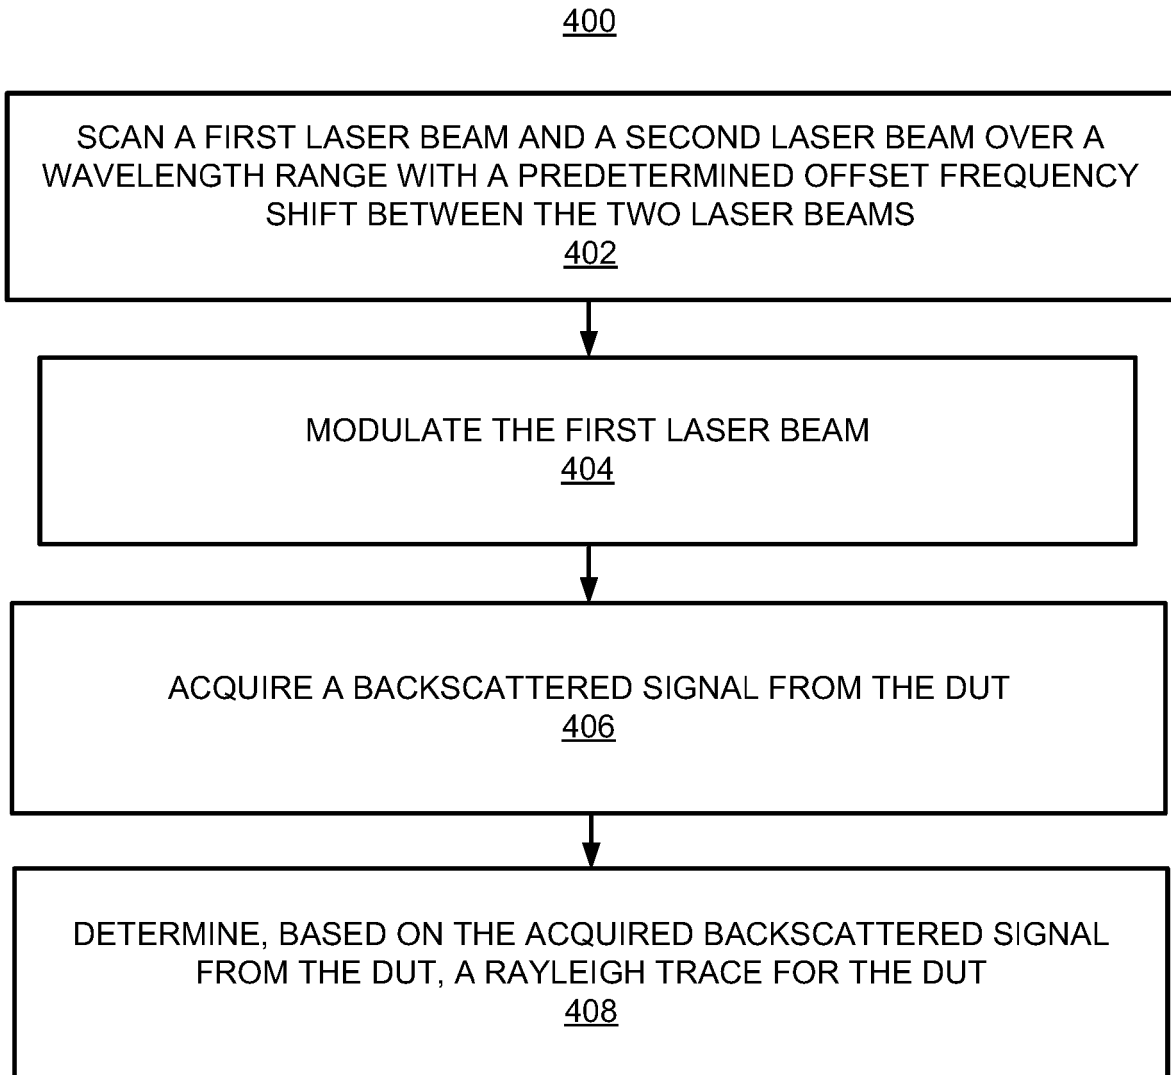 400
SCAN A FIRST LASER BEAM AND A SECOND LASER BEAM OVER A
WAVELENGTH RANGE WITH A PREDETERMINED OFFSET FREQUENCY
SHIFT BETWEEN THE TWO LASER BEAMS
402
MODULATE THE FIRST LASER BEAM
404
ACQUIRE A BACKSCATTERED SIGNAL FROM THE DUT
406
DETERMINE, BASED ON THE ACQUIRED BACKSCATTERED SIGNAL
FROM THE DUT, A RAYLEIGH TRACE FOR THE DUT
408